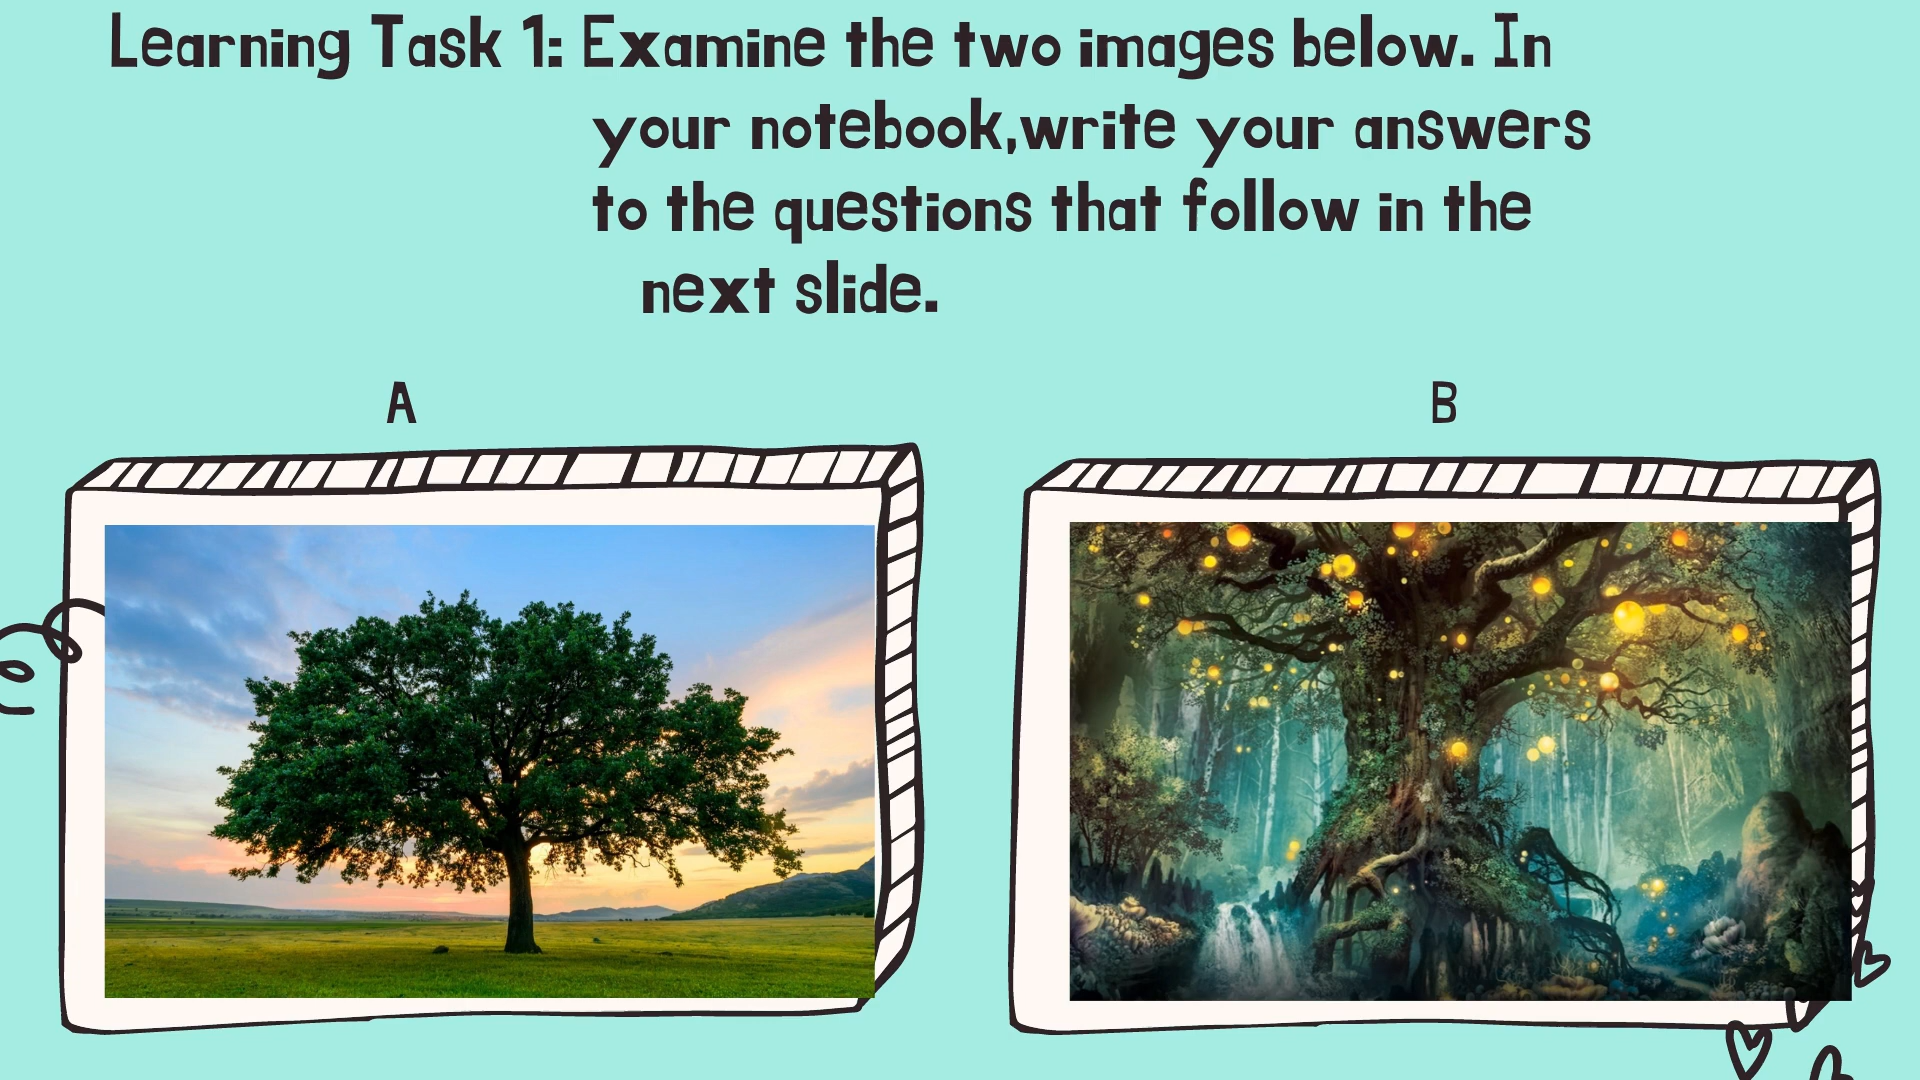 Learning Task 1: Examine the two images below. In
your notebook,write your answers
to the questions that follow in the
next slide.
A
B